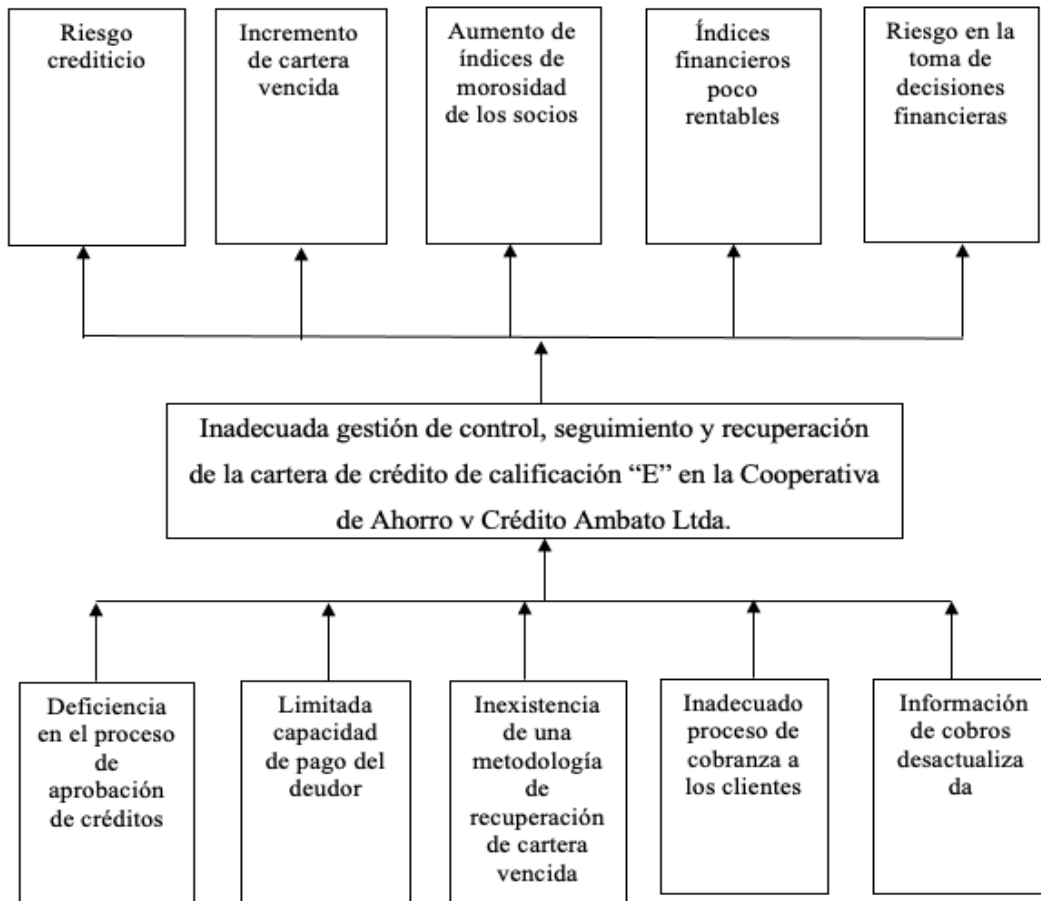 Riesgo
crediticio
Incremento
de cartera
vencida
Aumento de
índices de
morosidad
de los socios
Índices
financieros
poco
rentables
Riesgo en la
toma de
decisiones
financieras
Inadecuada gestión de control, seguimiento y recuperación
de la cartera de crédito de calificación “E” en la Cooperativa
de Ahorro y Crédito Ambato Ltda.
Deficiencia
en el proceso
de
aprobación
de créditos
Limitada
capacidad
de pago del
deudor
Inexistencia
de una
metodología
de
recuperación
de cartera
vencida
Inadecuado
proceso de
cobranza a
los clientes
Información
de cobros
desactualiza
da